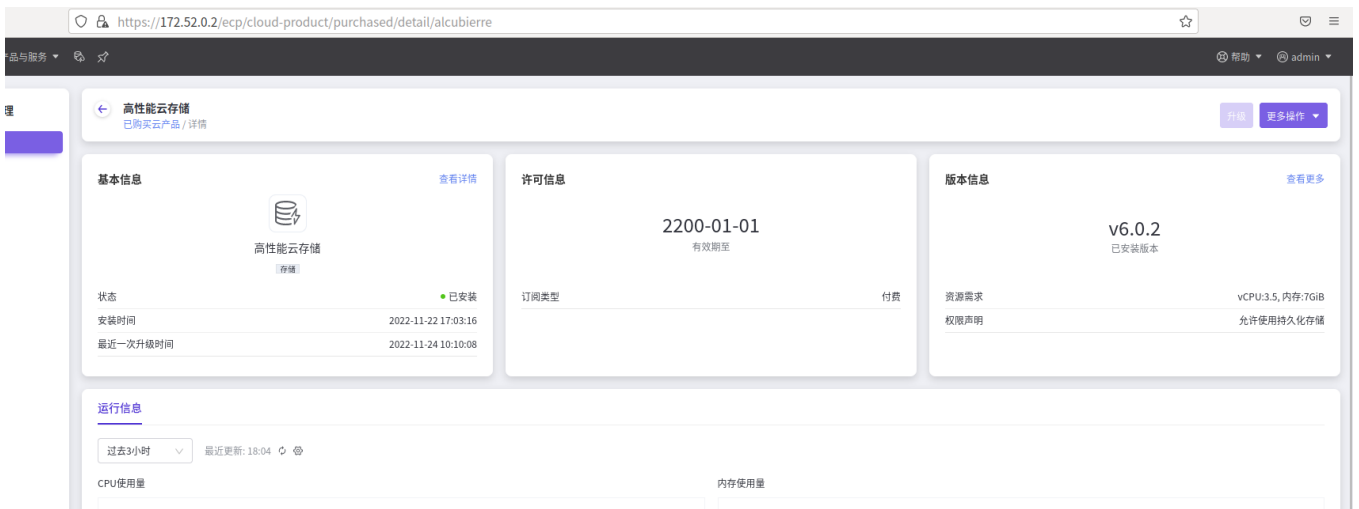 https://172.52.0.2/ecp/cloud-product/purchased/detail/alcubierre
品与服务
帮助
admin
理
高性能云存储
已购买云产品 / 详情
升级
更多操作
基本信息
查看详情
高性能云存储
存储
状态
已安装
安装时间
2022-11-22 17:03:16
最近一次升级时间
2022-11-24 10:10:08
许可信息
2200-01-01
有效期至
订阅类型
付费
版本信息
查看更多
v6.0.2
已安装版本
资源需求
vCPU:3.5, 内存:7GiB
权限声明
允许使用持久化存储
运行信息
过去3小时
最近更新: 18:04
CPU使用量
内存使用量